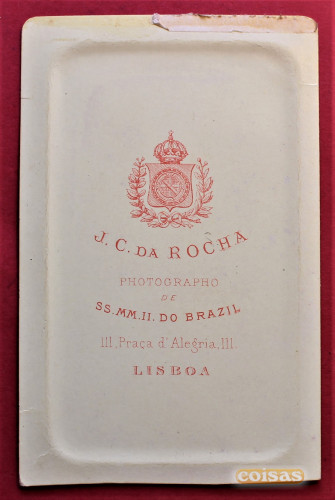 J. C. DA ROCHA
PHOTOGRAPHO
DE
SS. MM. II. DO BRAZIL
111, Praça d'Alegria, 111.
LISBOA
coisas